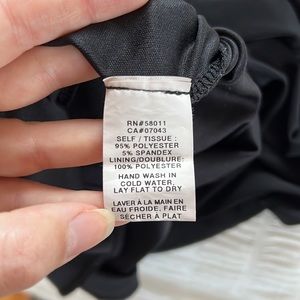 RN#58011
CA#07043
SELF / TISSUE :
95% POLYESTER
5% SPANDEX
LINING/DOUBLURE:
100% POLYESTER
HAND WASH IN
COLD WATER,
LAY FLAT TO DRY
LAVER À LA MAIN EN
EAU FROIDE, FAIRE
SÉCHER À PLAT